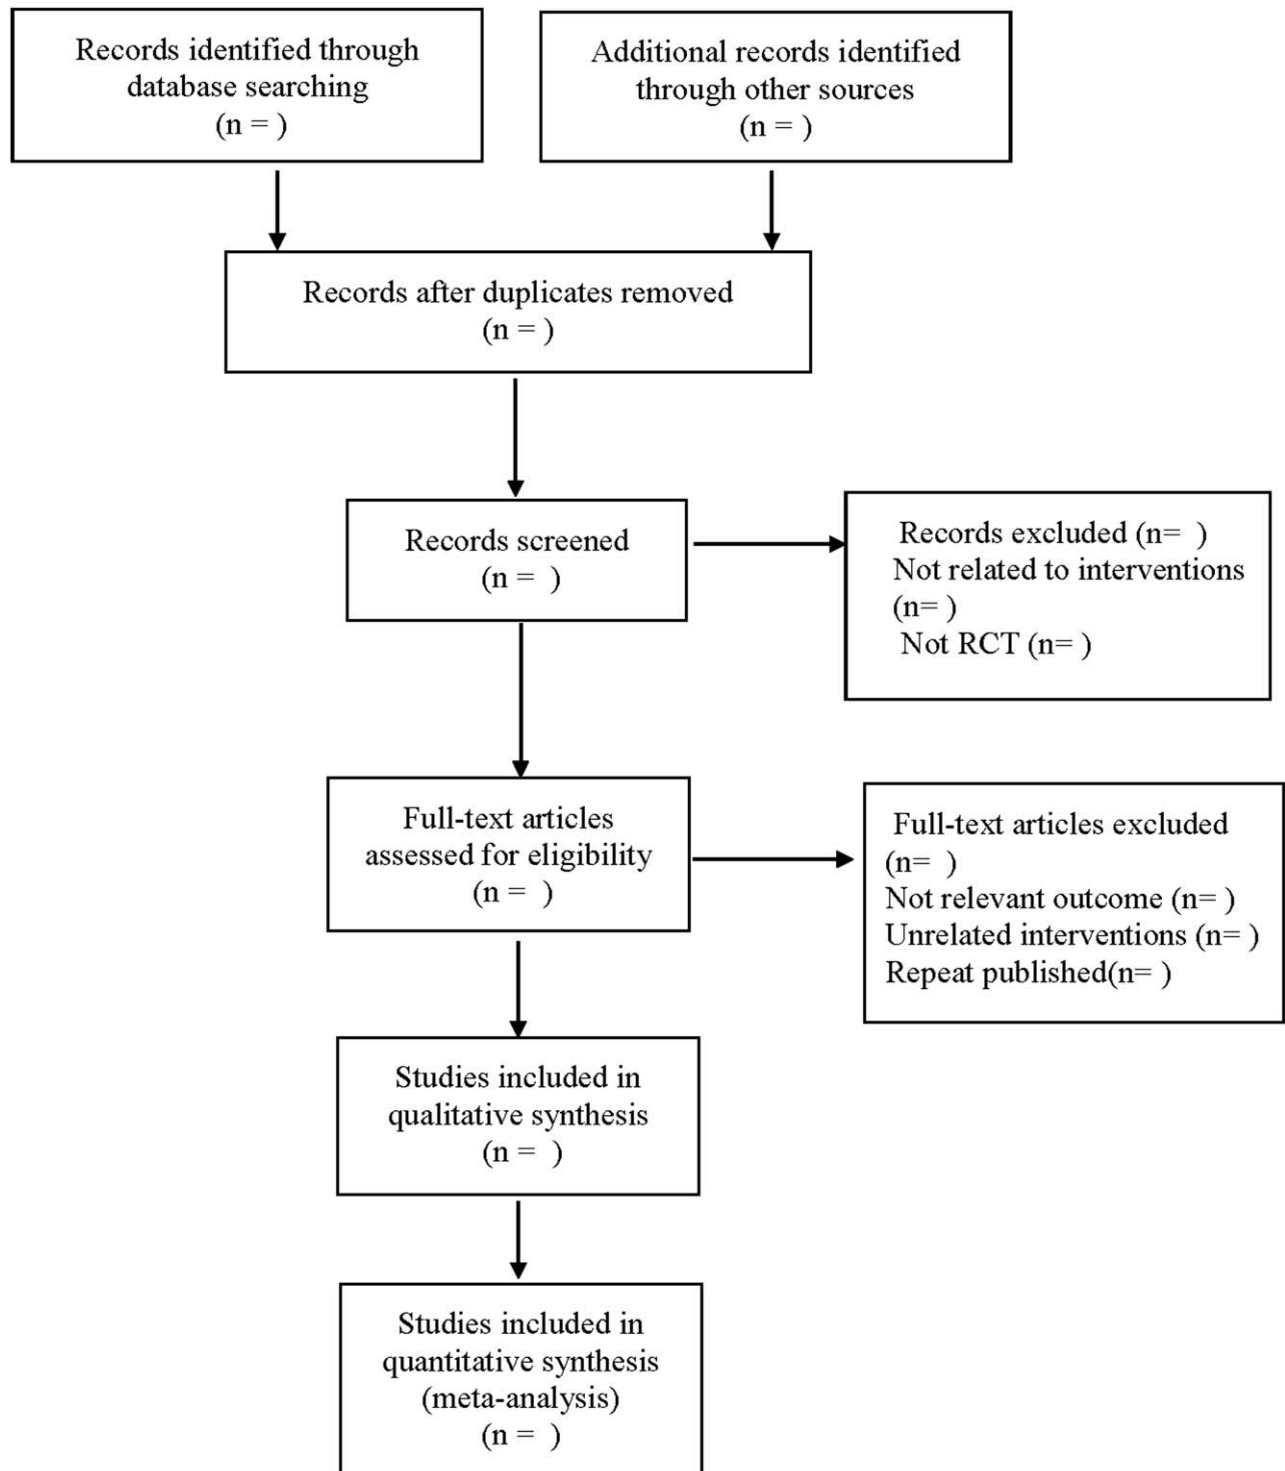 Records identified through
database searching
(n = )
Additional records identified
through other sources
(n = )
Records after duplicates removed
(n = )
Records screened
(n =  )
Records excluded (n=  )
Not related to interventions
(n= )
Not RCT (n= )
Full-text articles
assessed for eligibility
(n =  )
Full-text articles excluded
(n=  )
Not relevant outcome (n= )
Unrelated interventions (n= )
Repeat published(n= )
Studies included in
qualitative synthesis
(n =  )
Studies included in
quantitative synthesis
(meta-analysis)
(n =  )